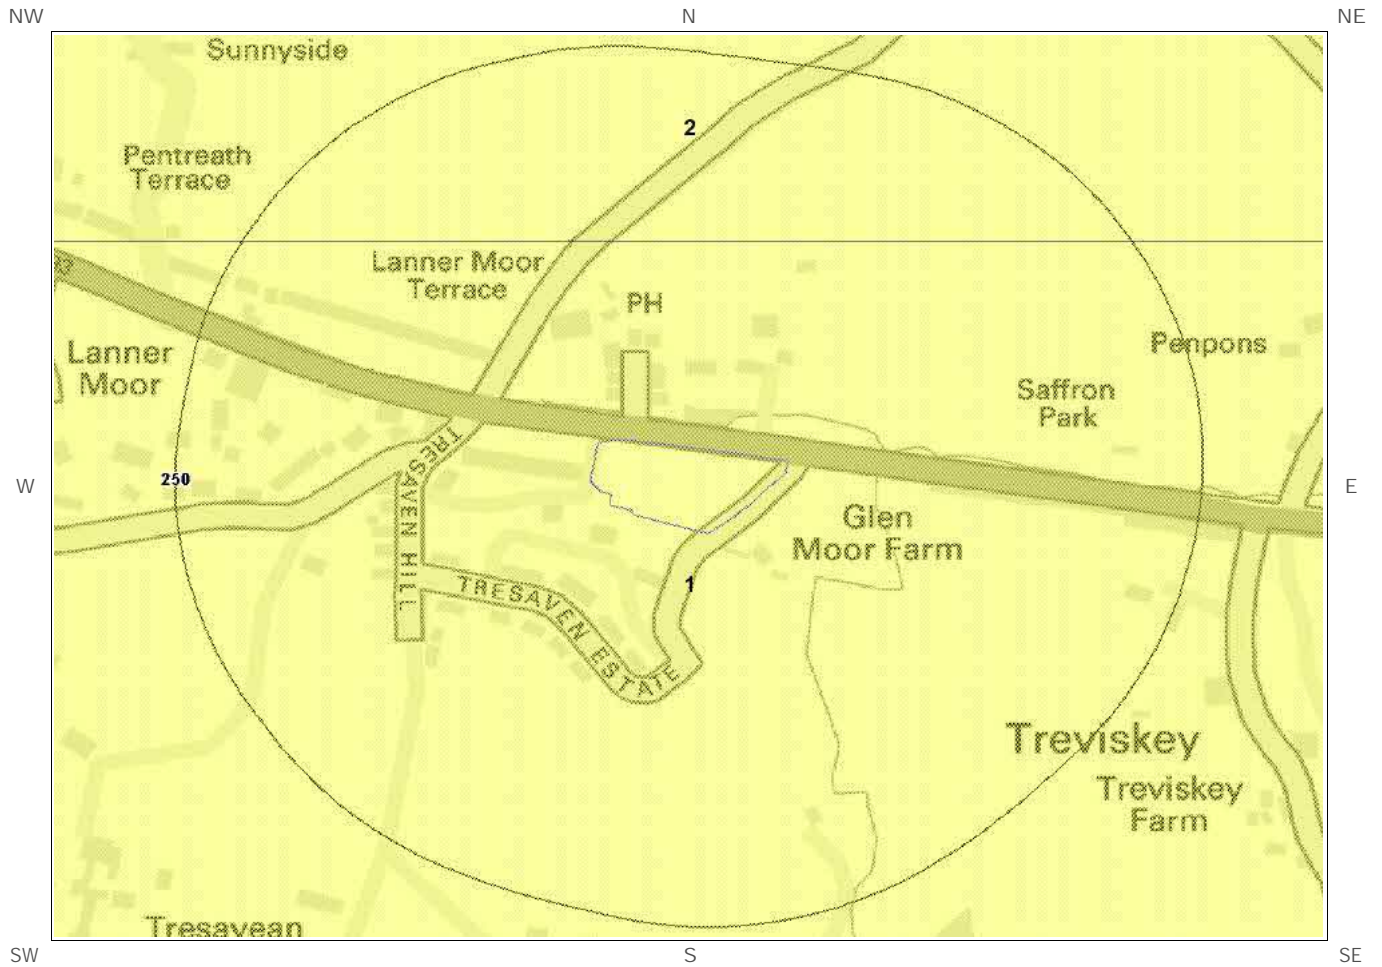 NW N NE
Sunnyside
2
Pentreath
Terrace
Lanner Moor
Terrace
PH
Lanner
Moor
Penpons
Saffron
Park
TRESAVEN HILL
250
W
E
Glen
Moor Farm
1
TRESAVEN ESTATE
Treviskey
Treviskey
Farm
Tresavean
SW S SE